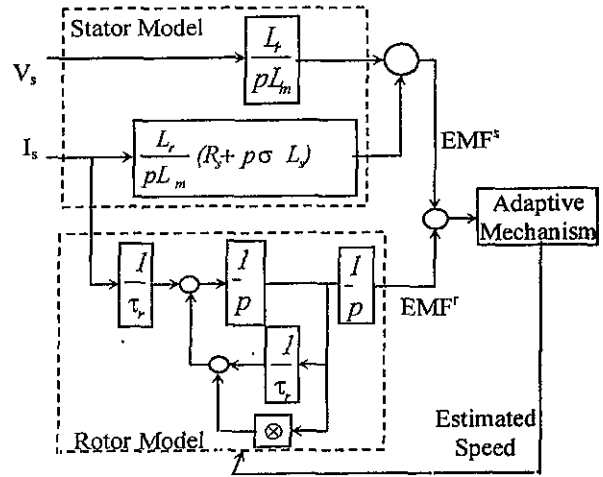 Stator Model
V_s
L_r
pL_m
I_s
L_r
pL_m
(R_s + p σ L_s)
EMF^s
Adaptive
Mechanism
1
τ_r
1
p
1
p
EMF^r
1
τ_r
⊗
Rotor Model
Estimated
Speed